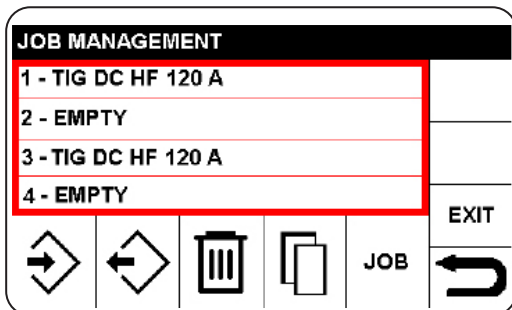 JOB MANAGEMENT
1 - TIG DC HF 120 A
2 - EMPTY
3 - TIG DC HF 120 A
4 - EMPTY
EXIT
JOB